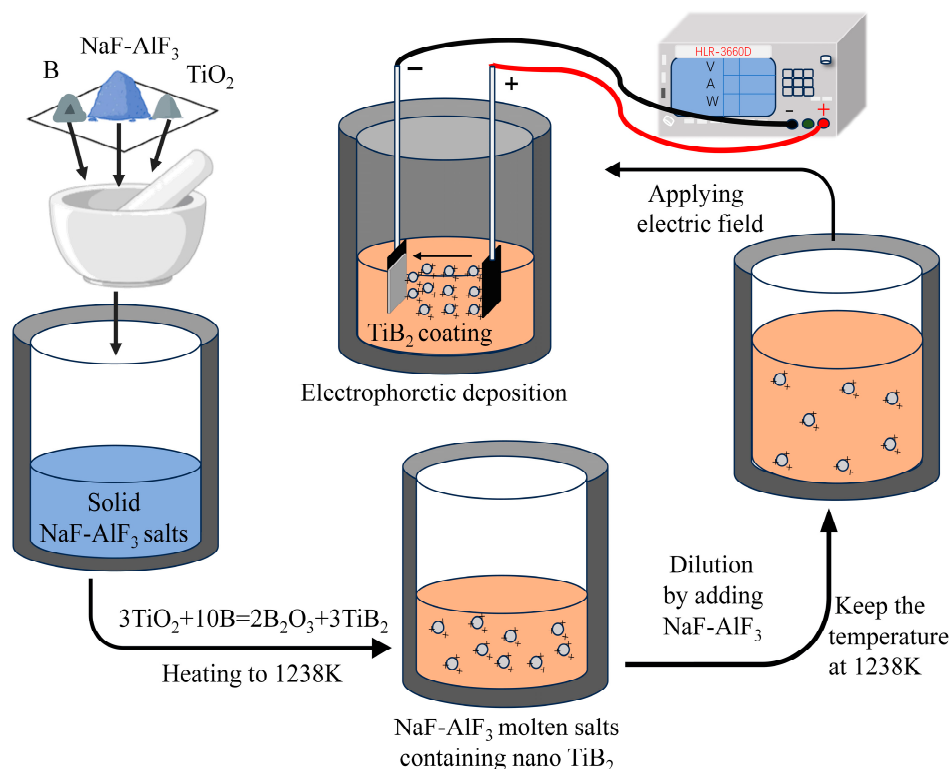 NaF-AlF₃
B
TiO₂
Solid
NaF-AlF₃ salts
3TiO₂+10B=2B₂O₃+3TiB₂
Heating to 1238K
NaF-AlF₃ molten salts
containing nano TiB₂
Dilution
by adding
NaF-AlF₃
Keep the
temperature
at 1238K
Applying
electric field
HLR-3660D
V
A
W
-
+
−
+
TiB₂ coating
Electrophorctic deposition